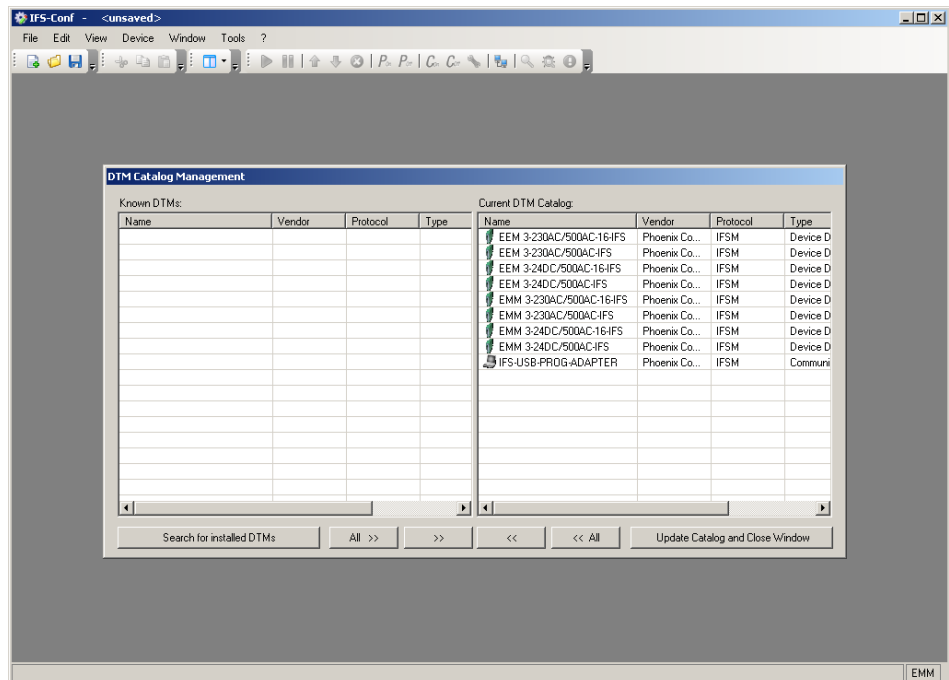 IFS-Conf - <unsaved>
File Edit View Device Window Tools ?
P P C C
DTM Catalog Management
Known DTMs: Current DTM Catalog:
Name Vendor Protocol Type Name Vendor Protocol Type
EEM 3-230AC/500AC-16-IFS Phoenix Co... IFSM Device D
EEM 3-230AC/500AC-IFS Phoenix Co... IFSM Device D
EEM 3-24DC/500AC-16-IFS Phoenix Co... IFSM Device D
EEM 3-24DC/500AC-IFS Phoenix Co... IFSM Device D
EMM 3-230AC/500AC-16-IFS Phoenix Co... IFSM Device D
EMM 3-230AC/500AC-IFS Phoenix Co... IFSM Device D
EMM 3-24DC/500AC-16-IFS Phoenix Co... IFSM Device D
EMM 3-24DC/500AC-IFS Phoenix Co... IFSM Device D
IFS-USB-PROG-ADAPTER Phoenix Co... IFSM Communi
Search for installed DTMs All >> >> << << All Update Catalog and Close Window
EMM